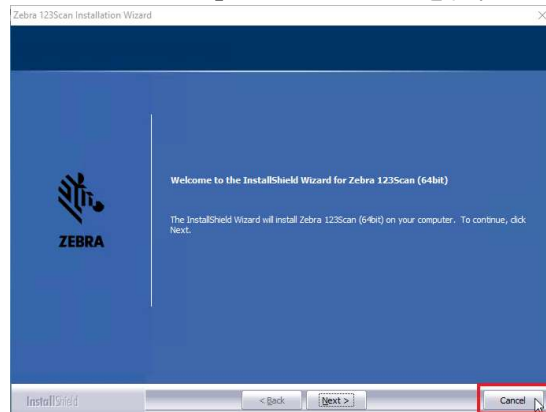 Zebra 123Scan Installation Wizard
Welcome to the InstallShield Wizard for Zebra 123Scan (64bit)
The InstallShield Wizard will install Zebra 123Scan (64bit) on your computer. To continue, click
Next.
ZEBRA
InstallShield
< Back
Next >
Cancel